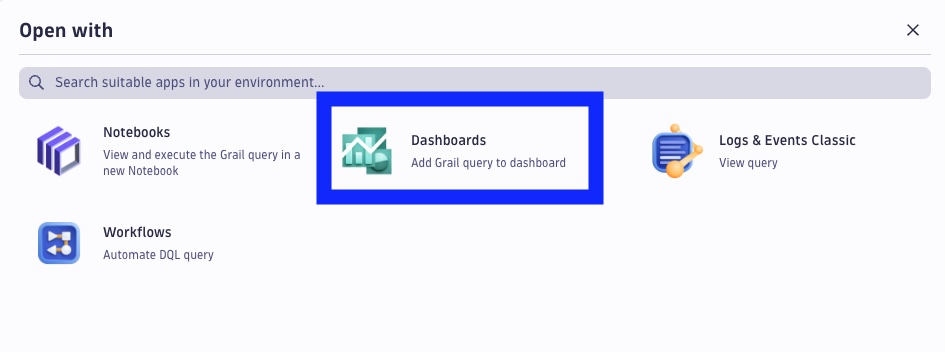 Open with
Search suitable apps in your environment...
Notebooks
View and execute the Grail query in a
new Notebook
Dashboards
Add Grail query to dashboard
Logs & Events Classic
View query
Workflows
Automate DQL query